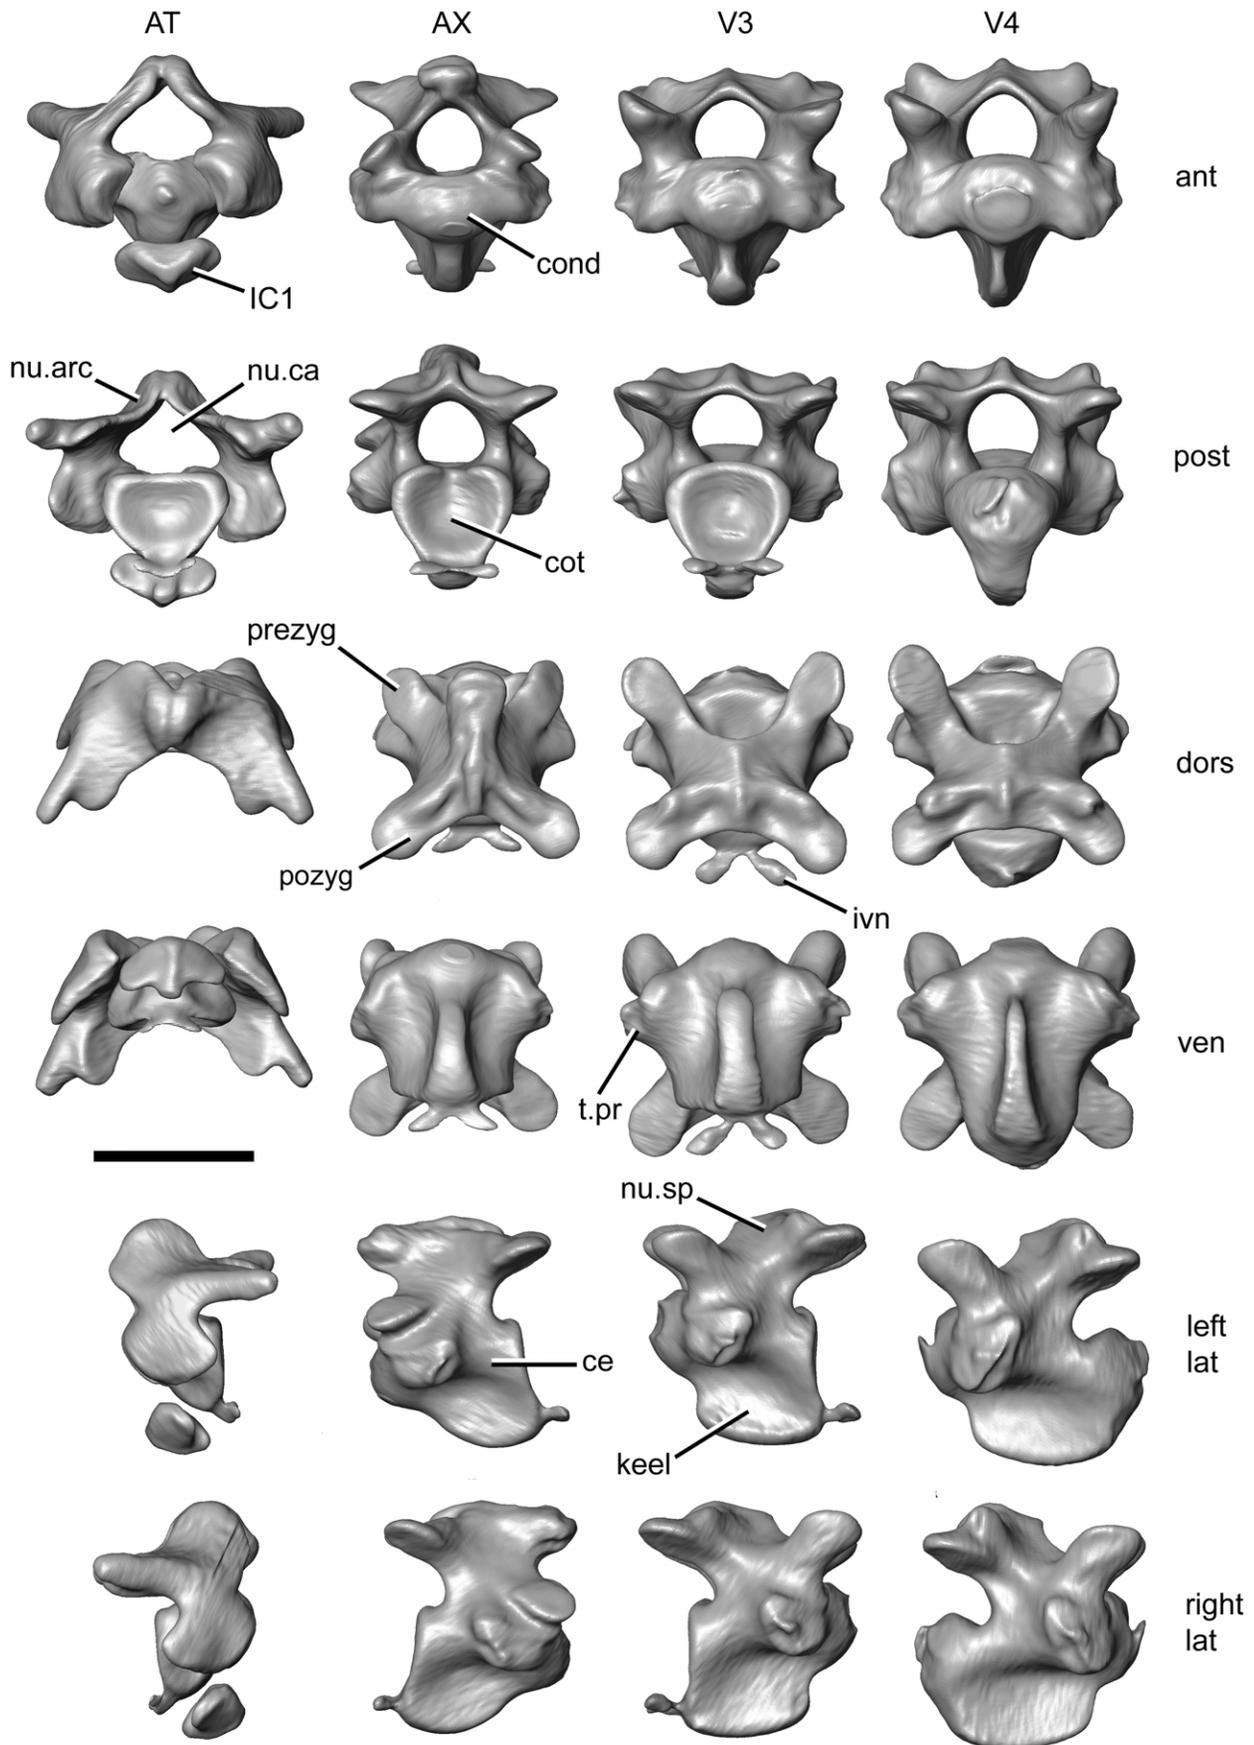 AT AX V3 V4
ant
cond
IC1
nu.arc
nu.ca
post
cot
prezyg
dors
pozyg
ivn
ven
t.pr
nu.sp
left
lat
ce
keel
right
lat